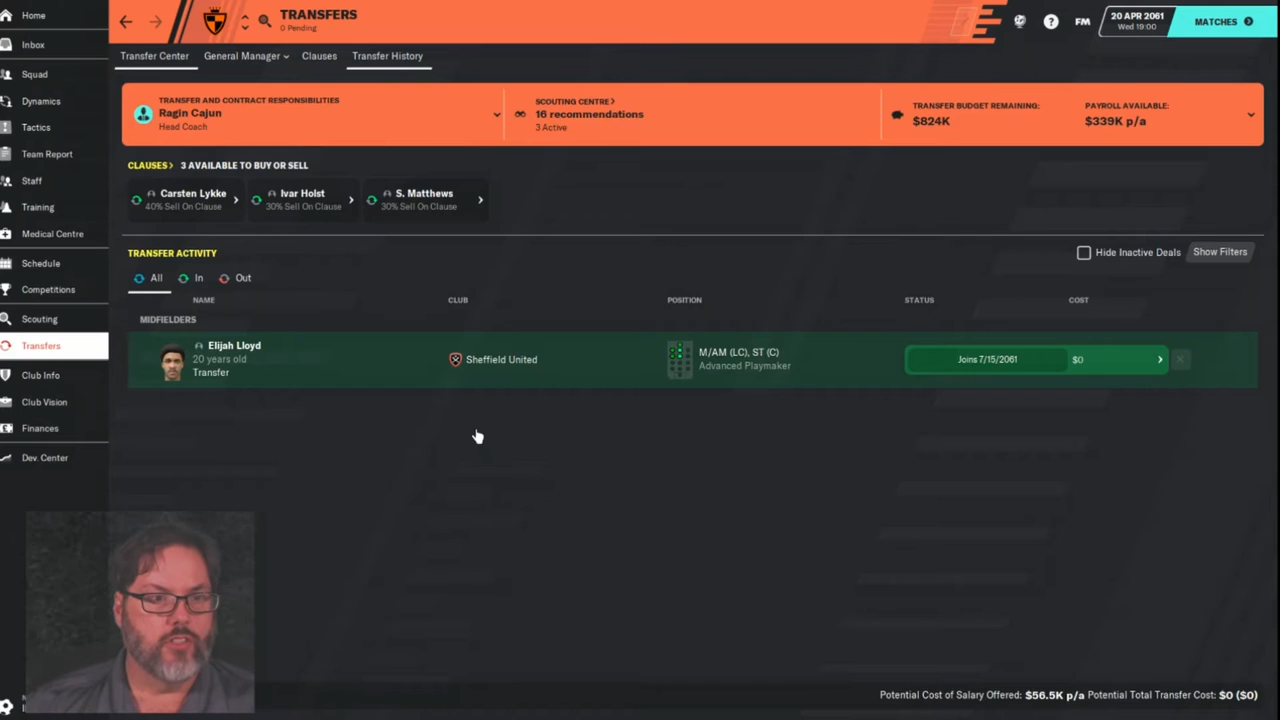 Home
Inbox
Squad
Dynamics
Tactics
Team Report
Staff
Training
Medical Centre
Schedule
Competitions
Scouting
Transfers
Club Info
Club Vision
Finances
Dev. Center
TRANSFERS
0 Pending
FM
20 APR 2061
Wed 19:00
MATCHES
Transfer Center General Manager Clauses Transfer History
TRANSFER AND CONTRACT RESPONSIBILITIES
Ragin Cajun
Head Coach
SCOUTING CENTRE >
16 recommendations
3 Active
TRANSFER BUDGET REMAINING:
$824K
PAYROLL AVAILABLE:
$339K p/a
CLAUSES > 3 AVAILABLE TO BUY OR SELL
Carsten Lykke
40% Sell On Clause
Ivar Holst
30% Sell On Clause
S. Matthews
30% Sell On Clause
TRANSFER ACTIVITY
Hide Inactive Deals Show Filters
All In Out
NAME CLUB POSITION STATUS COST
MIDFIELDERS
Elijah Lloyd
20 years old
Transfer
Sheffield United
M/AM (LC), ST (C)
Advanced Playmaker
Joins 7/15/2061 $0
Potential Cost of Salary Offered: $56.5K p/a Potential Total Transfer Cost: $0 ($0)